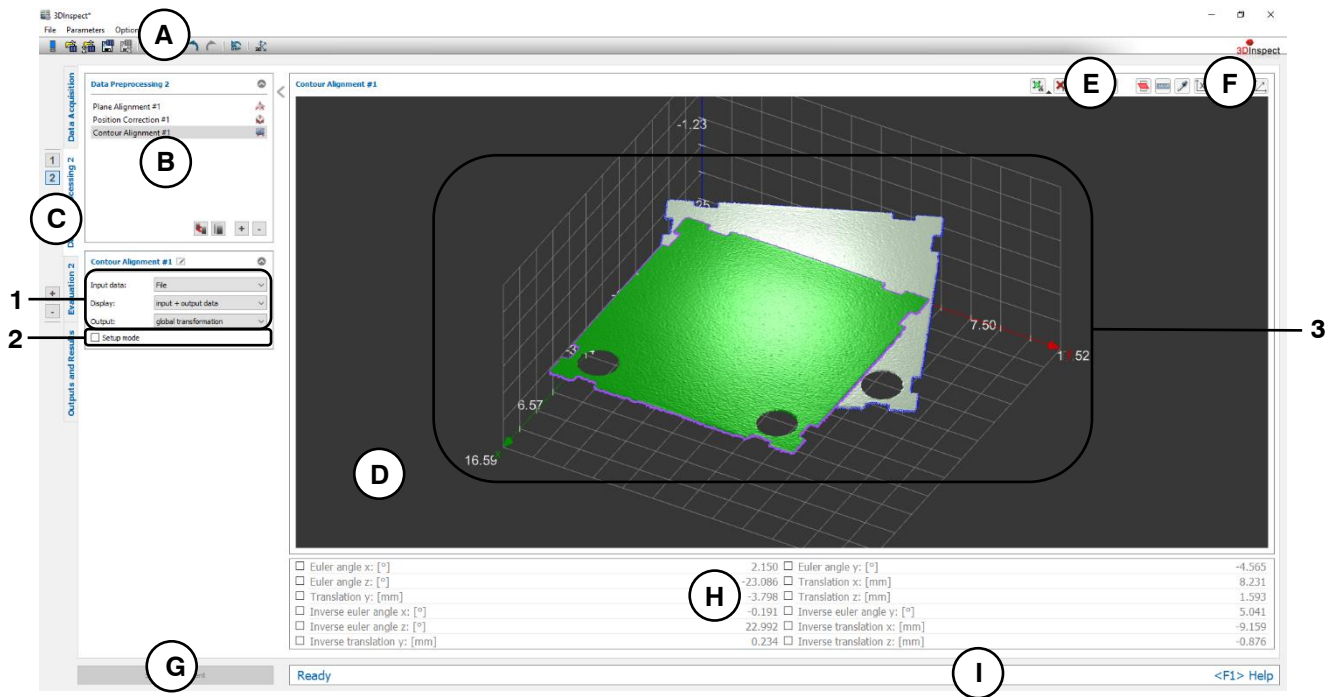 3DInspect*
File Parameters Option
A
3DInspect
Data Acquisition
Data Preprocessing 2
Plane Alignment #1
Position Correction #1
Contour Alignment #1
B
1
2
C
Contour Alignment #1
Input data: File
Display: input + output data
Output: global transformation
Setup mode
1
2
Evaluation 2
Outputs and Results
+
-
+ -
Contour Alignment #1
E
F
-1.23
7.50
17.52
6.57
16.59
D
3
Euler angle x: [°] 2.150 Euler angle y: [°] -4.565
Euler angle z: [°] -23.086 Translation x: [mm] 8.231
Translation y: [mm] -3.798 Translation z: [mm] 1.593
Inverse euler angle x: [°] -0.191 Inverse euler angle y: [°] 5.041
Inverse euler angle z: [°] 22.992 Inverse translation x: [mm] -9.159
Inverse translation y: [mm] 0.234 Inverse translation z: [mm] -0.876
H
G
Ready
I
<F1> Help